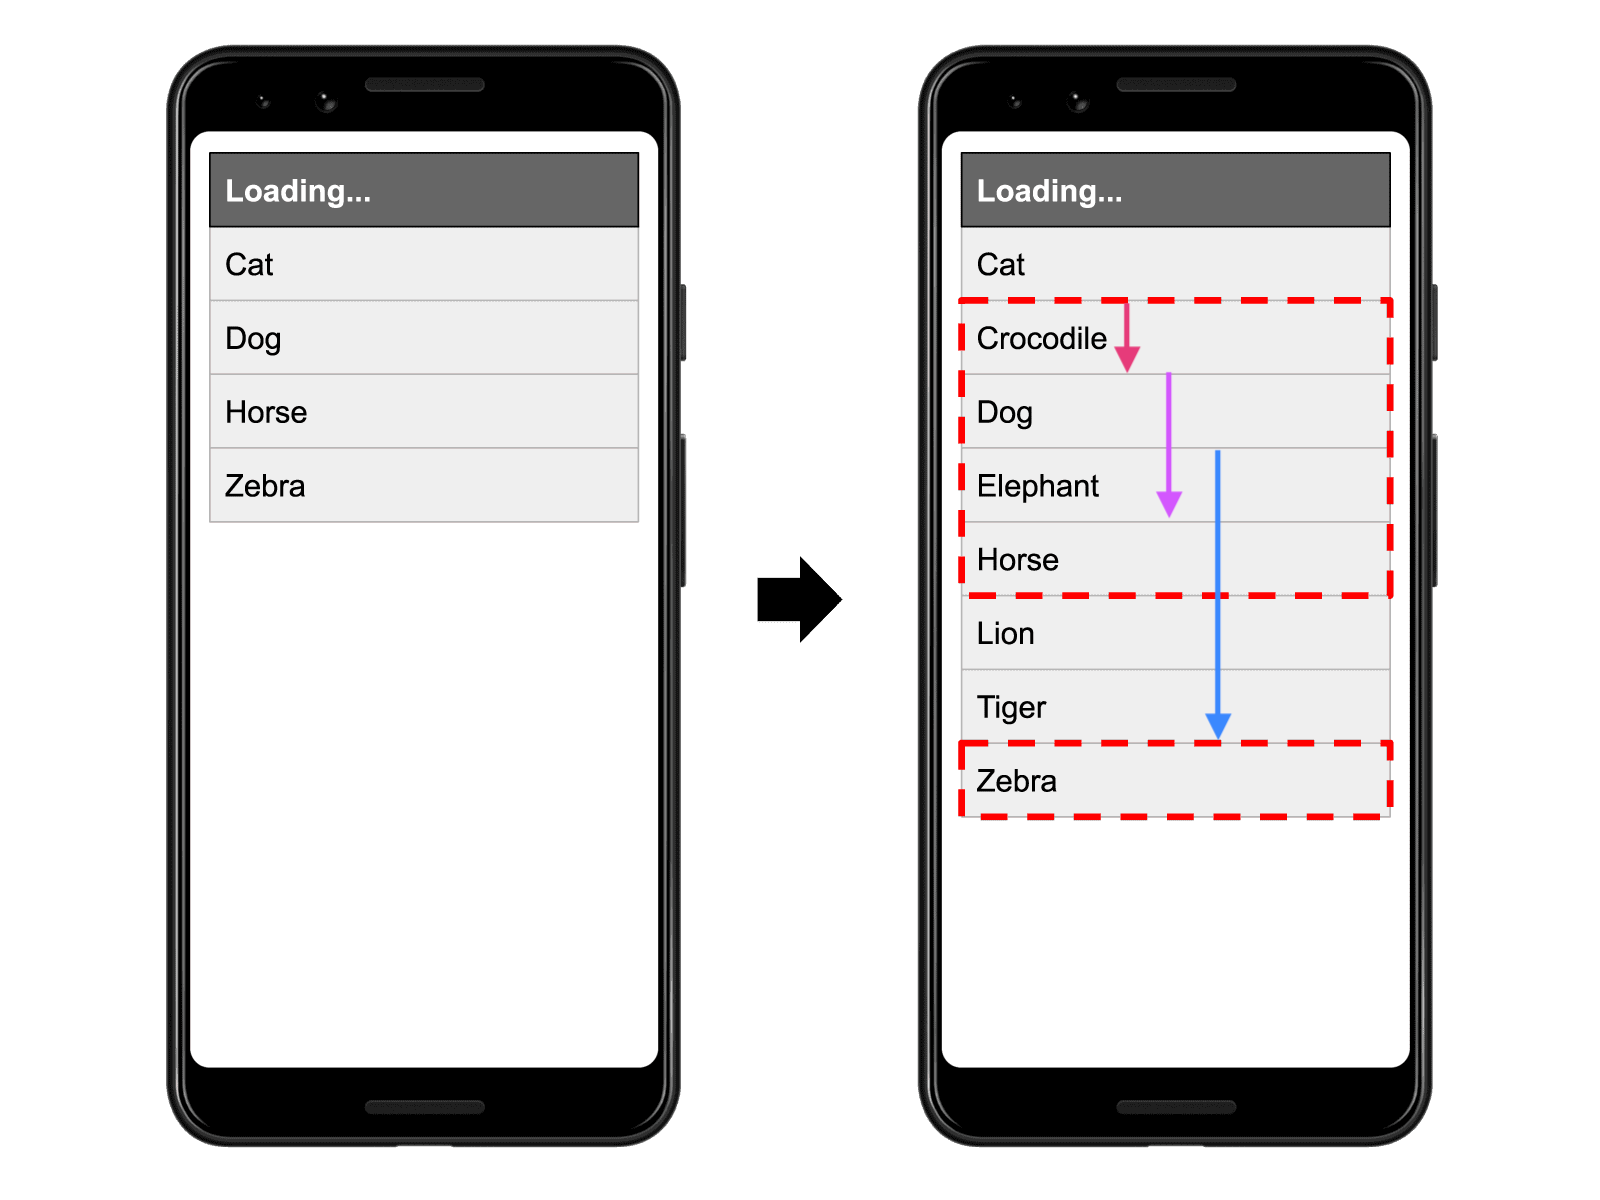 Loading...
Cat
Dog
Horse
Zebra
Loading...
Cat
Crocodile
Dog
Elephant
Horse
Lion
Tiger
Zebra